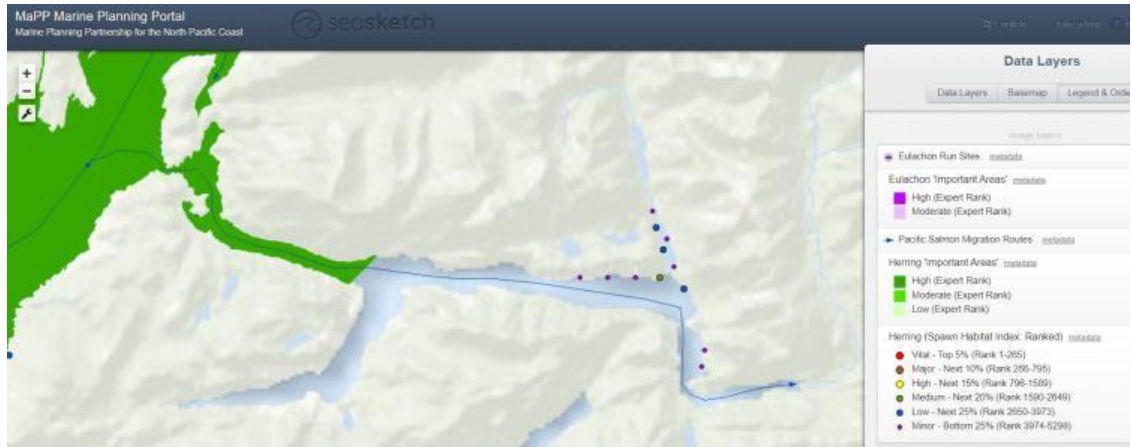 MaPP Marine Planning Portal
Marine Planning Partnership for the North Pacific Coast
seasketch
Data Layers
Data Layers
Basemap
Legend & Orde
Image Layers
Eulachon Run Sites metadata
Eulachon 'Important Areas' metadata
High (Expert Rank)
Moderate (Expert Rank)
Pacific Salmon Migration Routes metadata
Herring 'Important Areas' metadata
High (Expert Rank)
Moderate (Expert Rank)
Low (Expert Rank)
Herring (Spawn Habitat Index: Ranked) metadata
Vital - Top 5% (Rank 1-265)
Major - Next 10% (Rank 266-795)
High - Next 15% (Rank 796-1589)
Medium - Next 20% (Rank 1590-2649)
Low - Next 25% (Rank 2650-3973)
Minor - Bottom 25% (Rank 3974-5298)